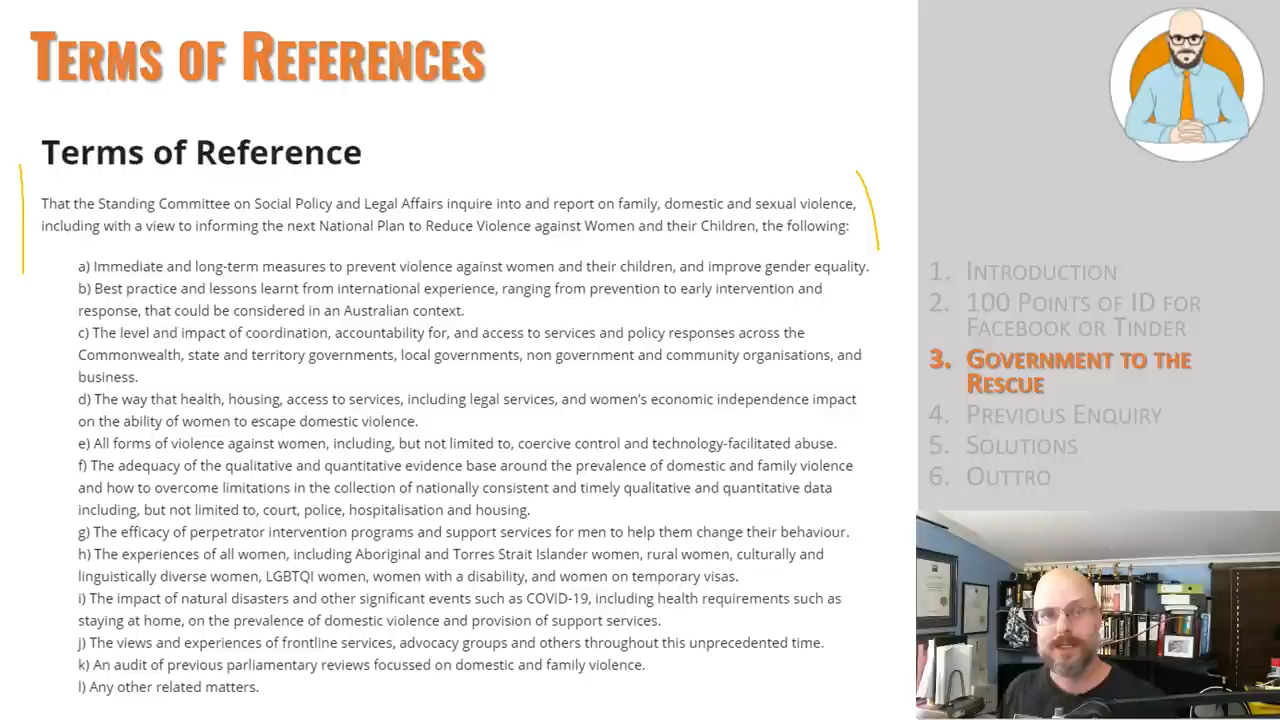 TERMS OF REFERENCES
Terms of Reference
That the Standing Committee on Social Policy and Legal Affairs inquire into and report on family, domestic and sexual violence,
including with a view to informing the next National Plan to Reduce Violence against Women and their Children, the following:
a) Immediate and long-term measures to prevent violence against women and their children, and improve gender equality.
b) Best practice and lessons learnt from international experience, ranging from prevention to early intervention and
response, that could be considered in an Australian context.
c) The level and impact of coordination, accountability for, and access to services and policy responses across the
Commonwealth, state and territory governments, local governments, non government and community organisations, and
business.
d) The way that health, housing, access to services, including legal services, and women's economic independence impact
on the ability of women to escape domestic violence.
e) All forms of violence against women, including, but not limited to, coercive control and technology-facilitated abuse.
f) The adequacy of the qualitative and quantitative evidence base around the prevalence of domestic and family violence
and how to overcome limitations in the collection of nationally consistent and timely qualitative and quantitative data
including, but not limited to, court, police, hospitalisation and housing.
g) The efficacy of perpetrator intervention programs and support services for men to help them change their behaviour.
h) The experiences of all women, including Aboriginal and Torres Strait Islander women, rural women, culturally and
linguistically diverse women, LGBTQI women, women with a disability, and women on temporary visas.
i) The impact of natural disasters and other significant events such as COVID-19, including health requirements such as
staying at home, on the prevalence of domestic violence and provision of support services.
j) The views and experiences of frontline services, advocacy groups and others throughout this unprecedented time.
k) An audit of previous parliamentary reviews focussed on domestic and family violence.
l) Any other related matters.
1. INTRODUCTION
2. 100 POINTS OF ID FOR
FACEBOOK OR TINDER
3. GOVERNMENT TO THE
RESCUE
4. PREVIOUS ENQUIRY
5. SOLUTIONS
6. OUTTRO